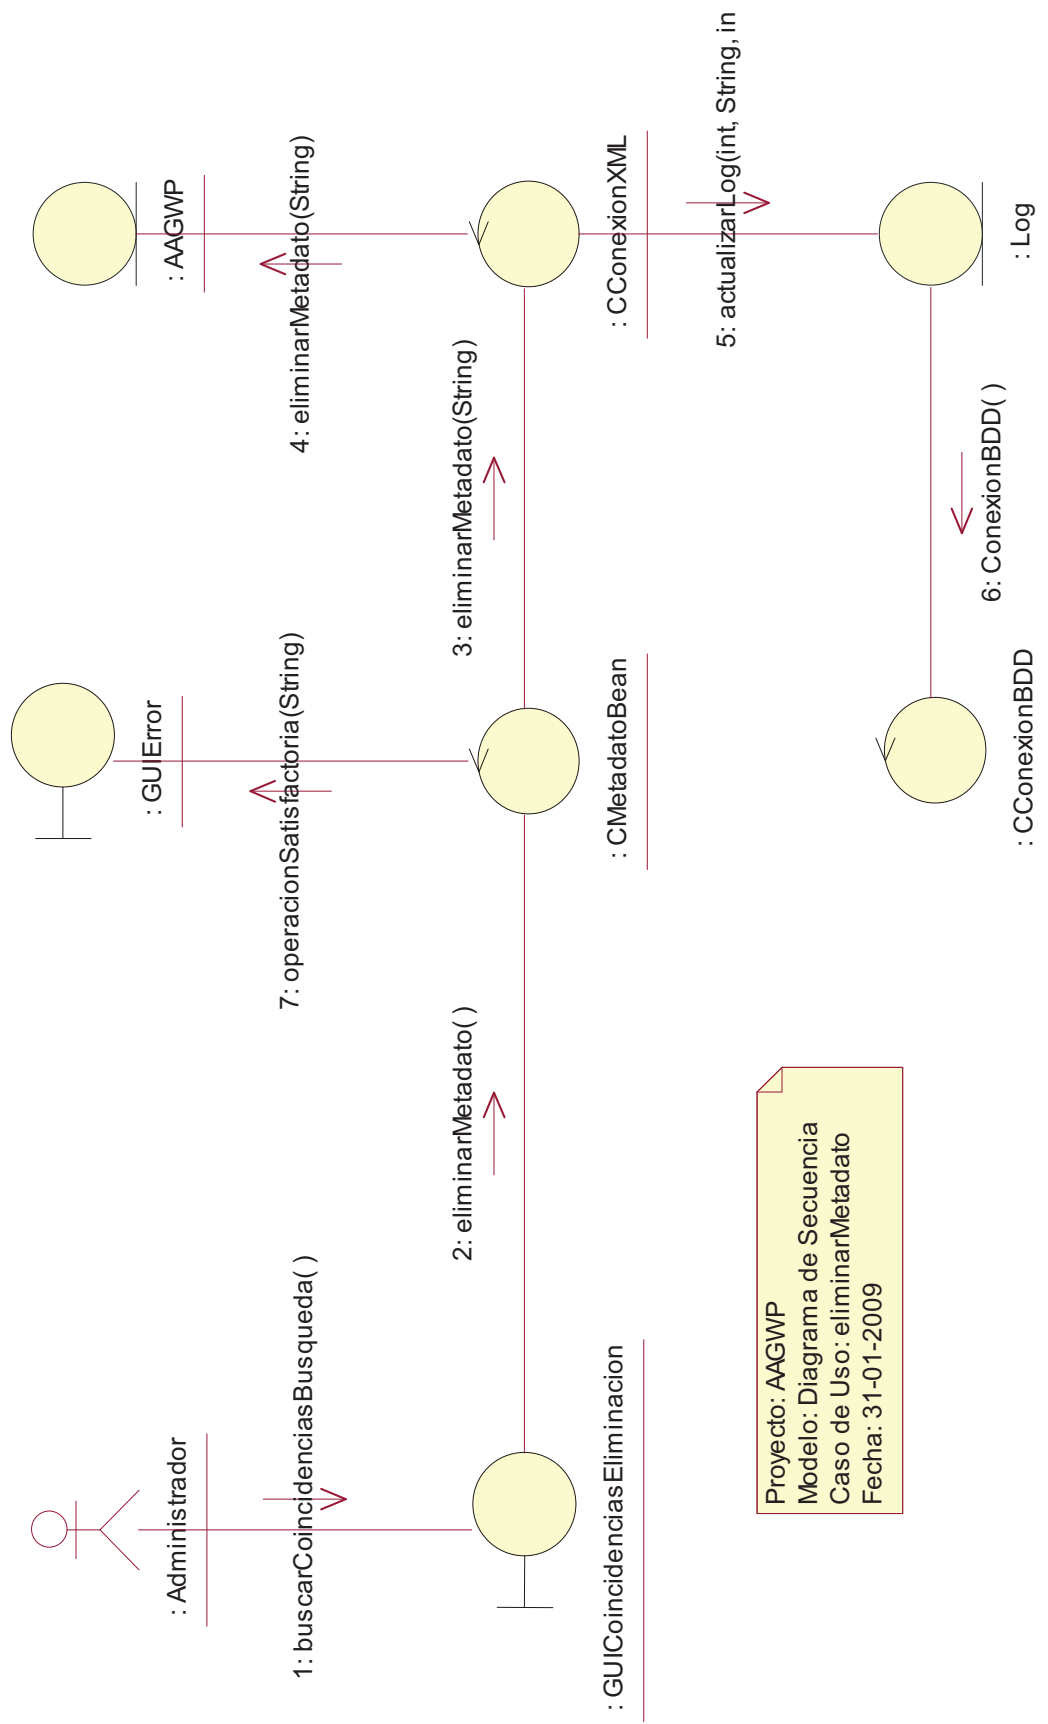 : Administrador
1: buscarCoincidenciasBusqueda( )
: GUICoincidenciasEliminacion
2: eliminarMetadato( )
: GUIError
7: operacionSatisfactoria(String)
: CMetadatoBean
3: eliminarMetadato(String)
: AAGWP
4: eliminarMetadato(String)
: CConexionXML
5: actualizarLog(int, String, in
: Log
6: ConexionBDD( )
: CConexionBDD
Proyecto: AAGWP
Modelo: Diagrama de Secuencia
Caso de Uso: eliminarMetadato
Fecha: 31-01-2009